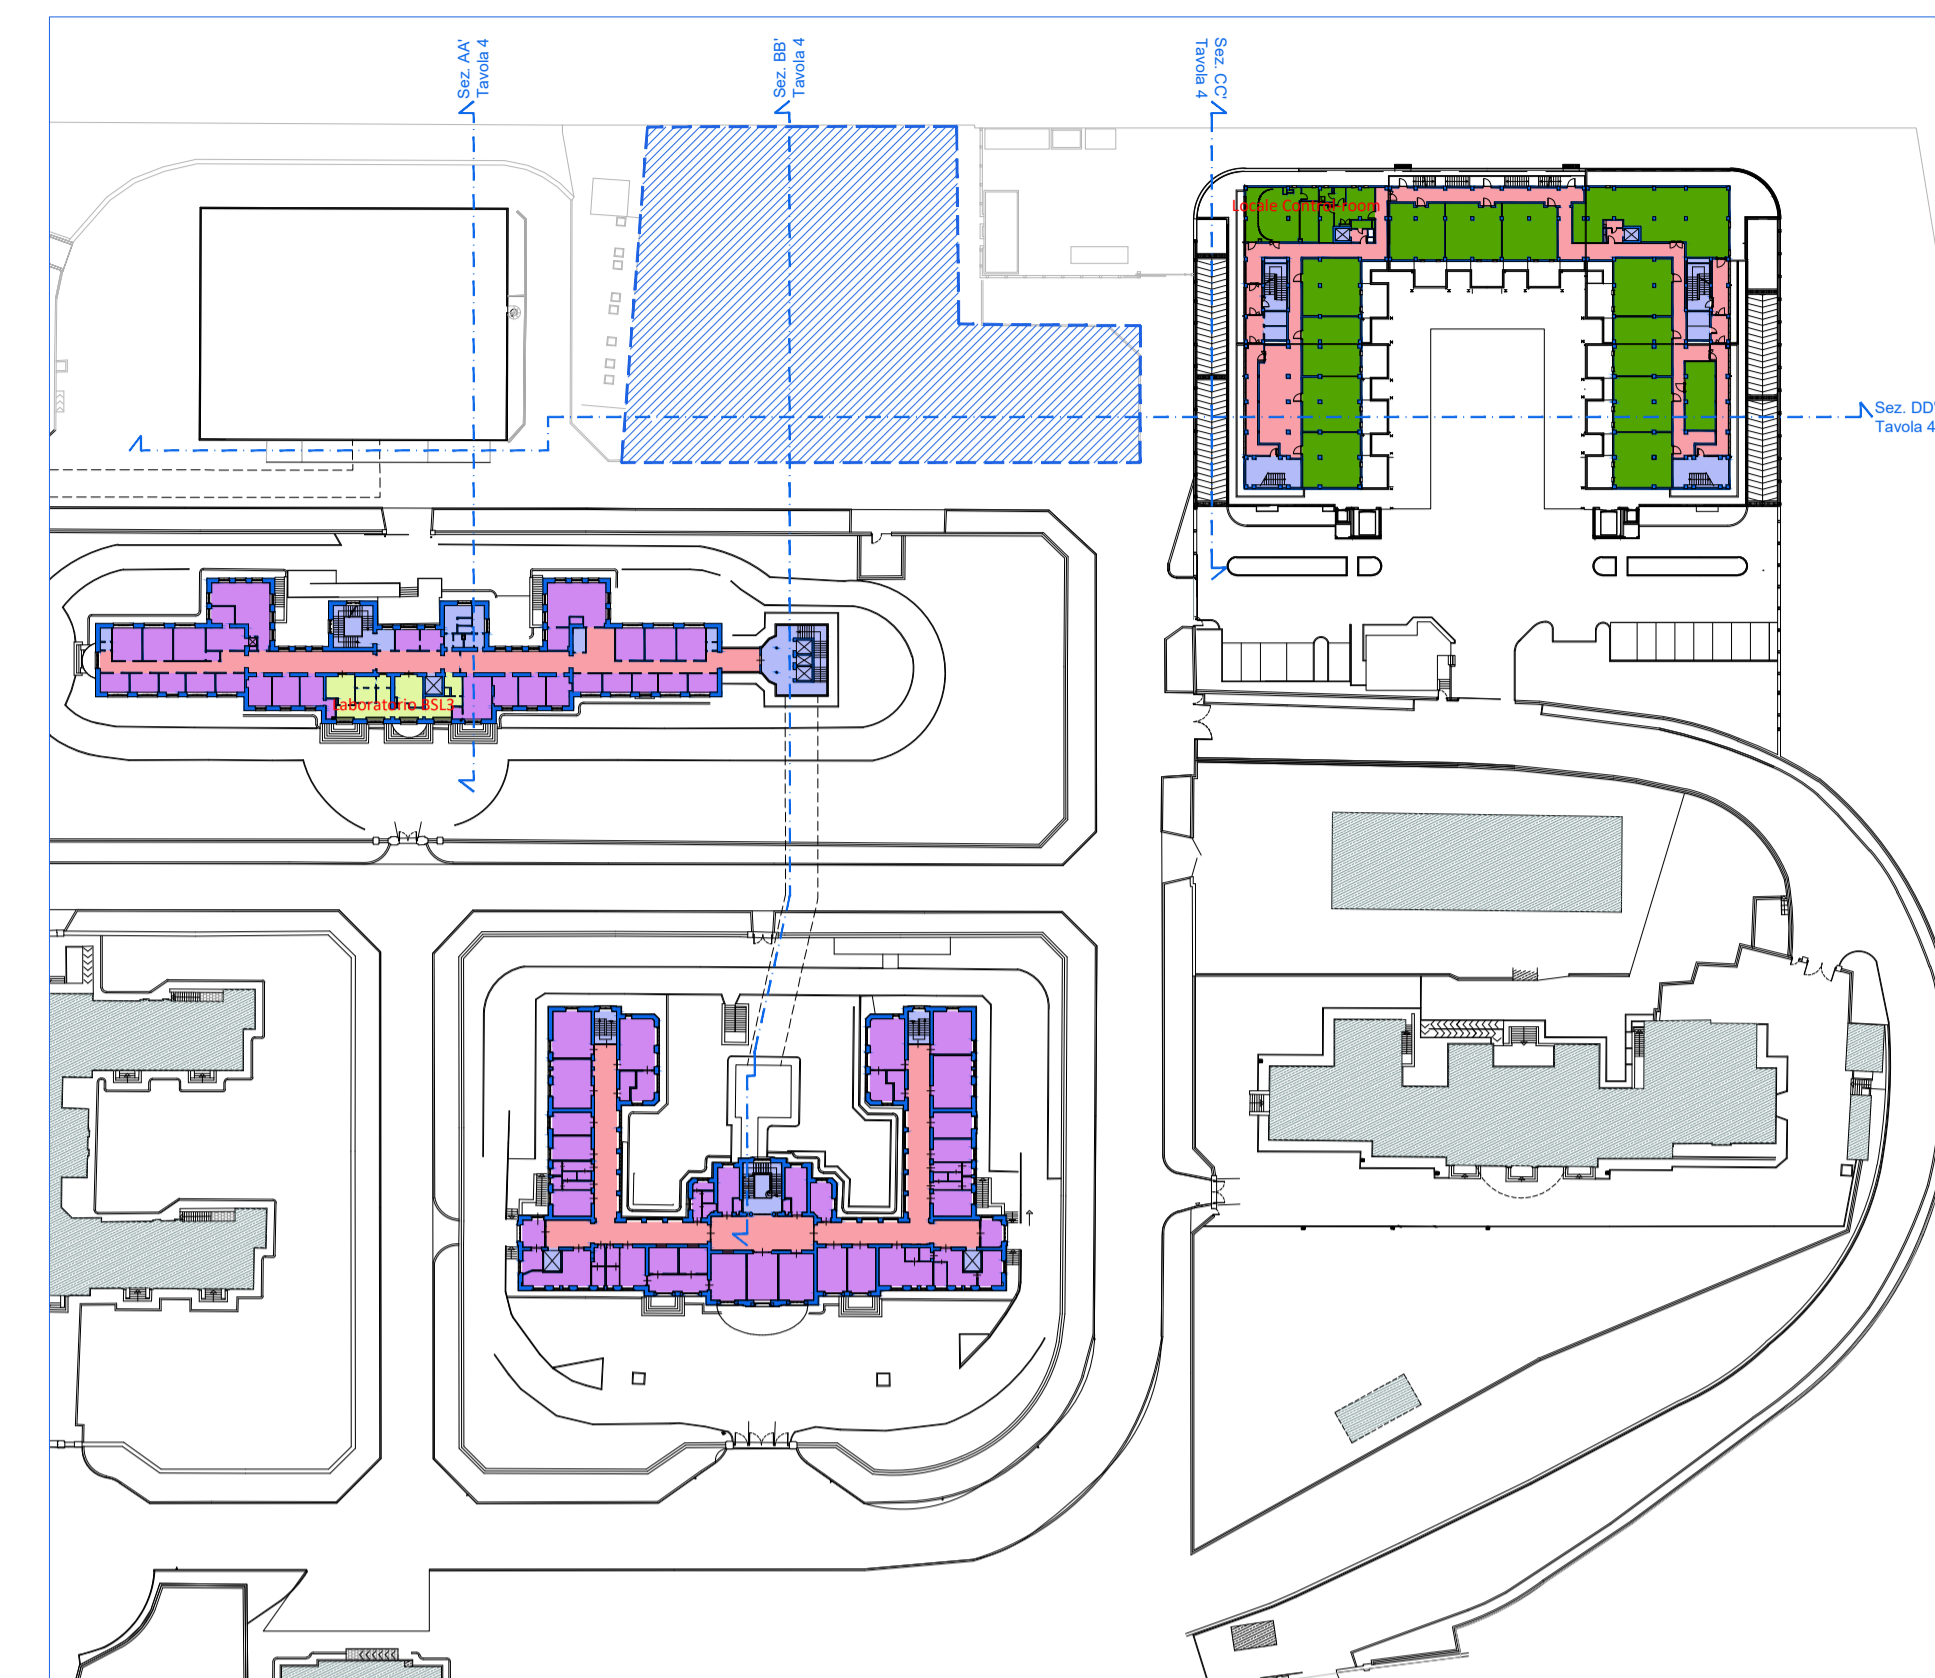 Sez. AA'
Tavola 4
Sez. BB'
Tavola 4
Sez. CC'
Tavola 4
Locale Control-room
Sez. DD'
Tavola 4
Laboratorio BSL3